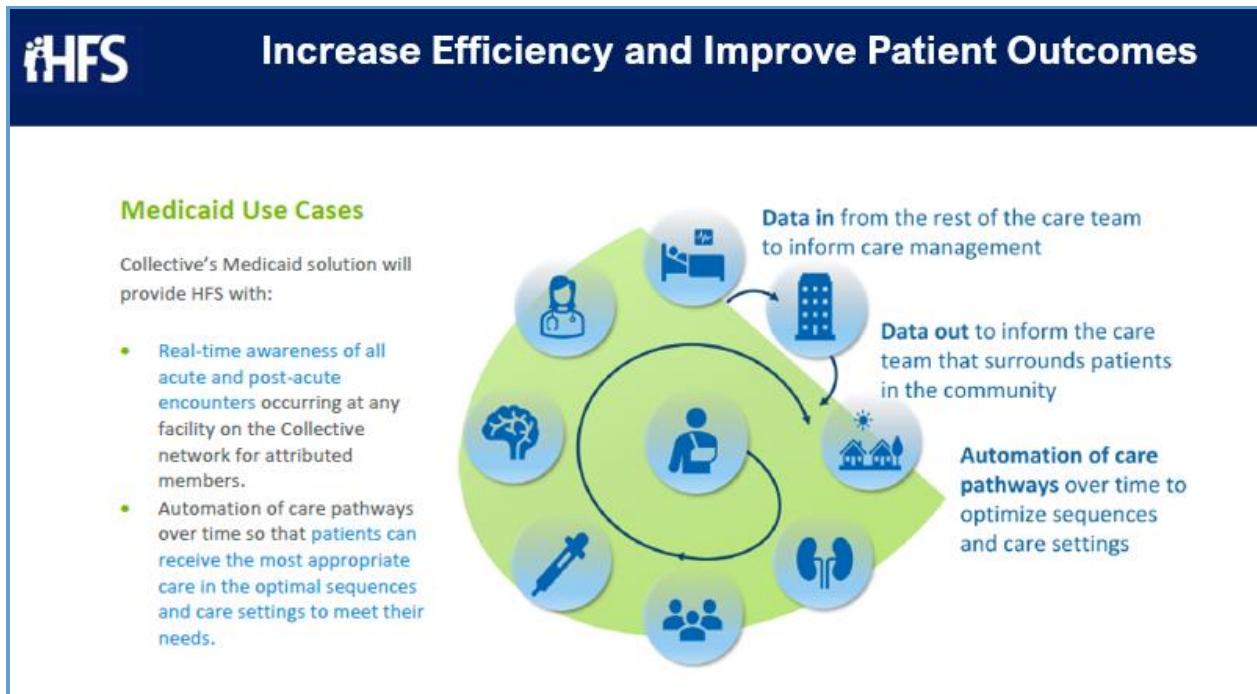 HFS
Increase Efficiency and Improve Patient Outcomes
Medicaid Use Cases
Collective's Medicaid solution will
provide HFS with:
• Real-time awareness of all
acute and post-acute
encounters occurring at any
facility on the Collective
network for attributed
members.
• Automation of care pathways
over time so that patients can
receive the most appropriate
care in the optimal sequences
and care settings to meet their
needs.
Data in from the rest of the care team
to inform care management
Data out to inform the care
team that surrounds patients
in the community
Automation of care
pathways over time to
optimize sequences
and care settings